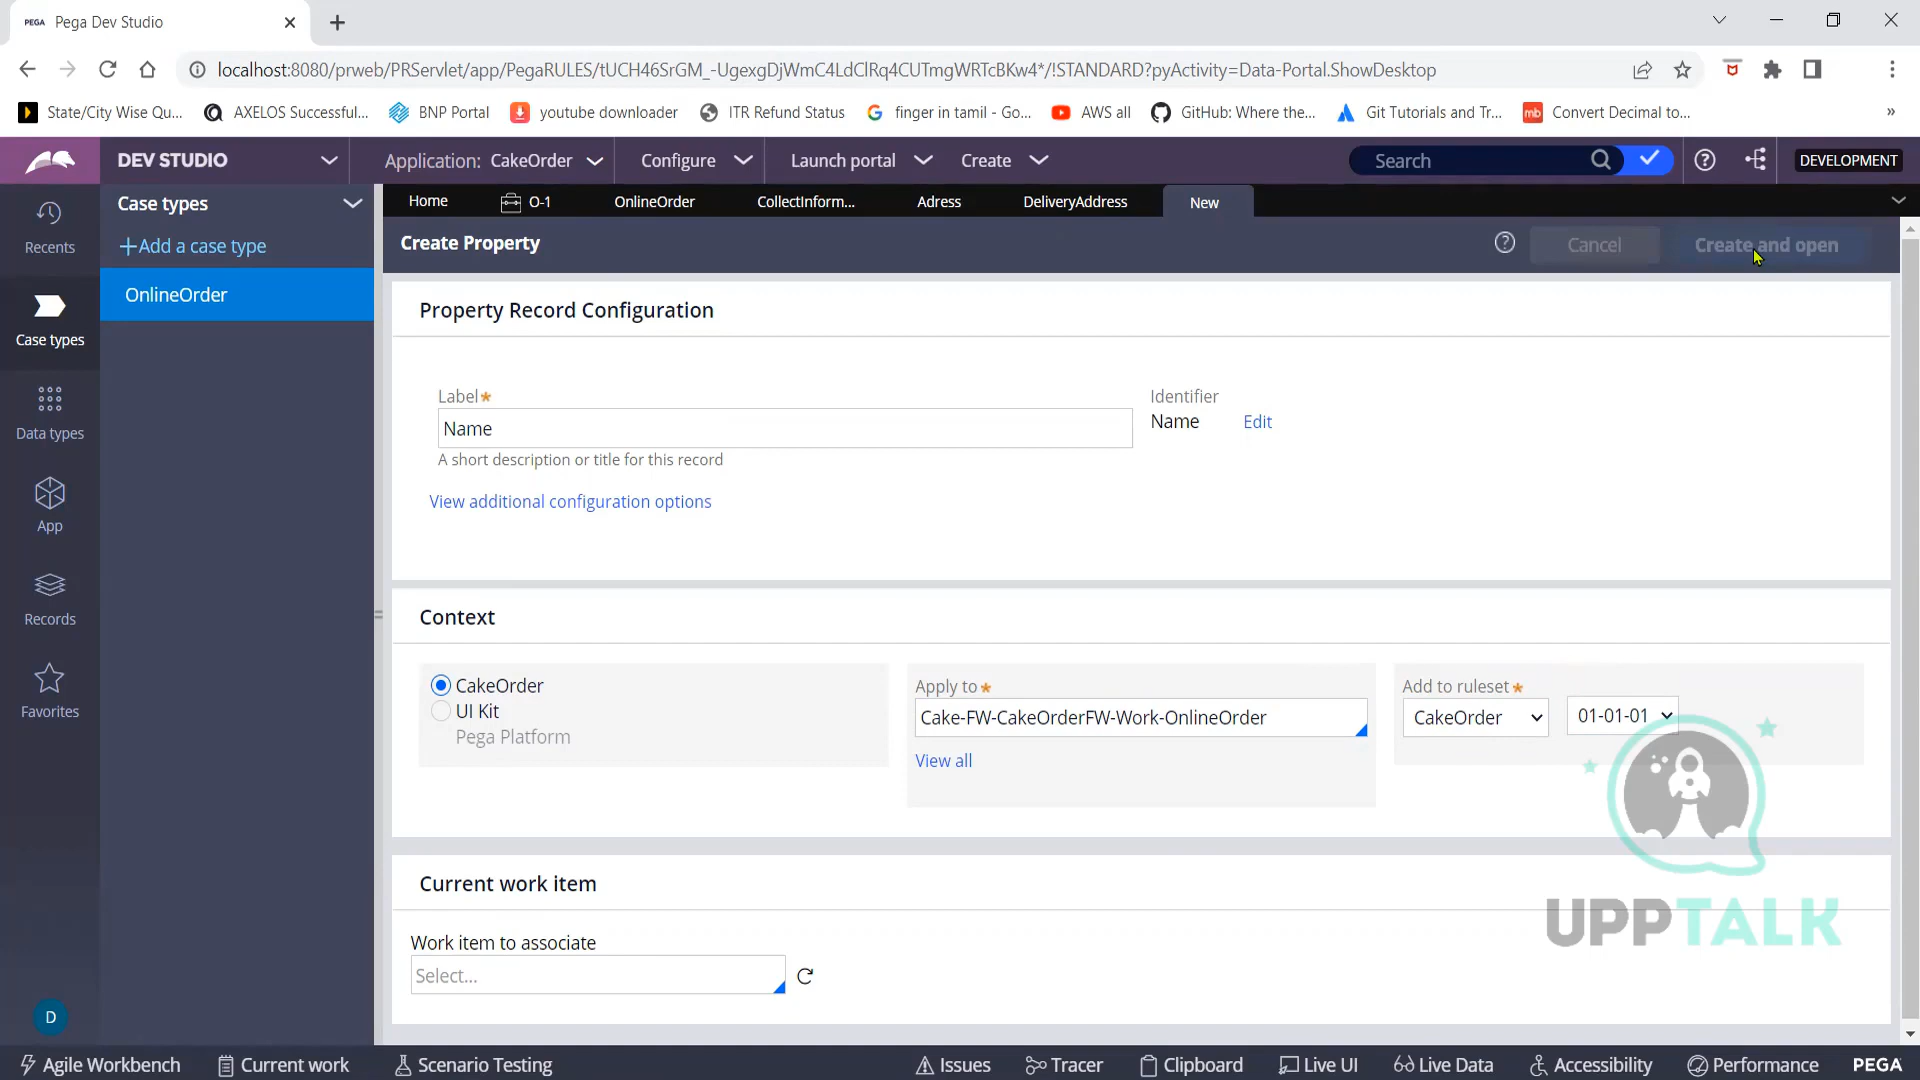 PEGA Pega Dev Studio
localhost:8080/prweb/PRServlet/app/PegaRULES/tUCH46SrGM_-UgexgDjWmC4LdClRq4CUTmgWRTcBKw4*/!STANDARD?pyActivity=Data-Portal.ShowDesktop
State/City Wise Qu... AXELOS Successful... BNP Portal youtube downloader ITR Refund Status finger in tamil - Go... AWS all GitHub: Where the... Git Tutorials and Tr... mb Convert Decimal to... »
DEV STUDIO Application: CakeOrder Configure Launch portal Create Search DEVELOPMENT
Case types Home O-1 OnlineOrder CollectInform... Adress DeliveryAddress New
Recents
+Add a case type
Create Property Cancel Create and open
OnlineOrder
Case types
Property Record Configuration
Label*
Name
A short description or title for this record
Identifier
Name Edit
View additional configuration options
Data types
App
Records
Favorites
Context
CakeOrder
UI Kit
Pega Platform
Apply to*
Cake-FW-CakeOrderFW-Work-OnlineOrder
View all
Add to ruleset*
CakeOrder 01-01-01
UPPTALK
Current work item
Work item to associate
Select...
D
Agile Workbench Current work Scenario Testing Issues Tracer Clipboard Live UI Live Data Accessibility Performance PEGA